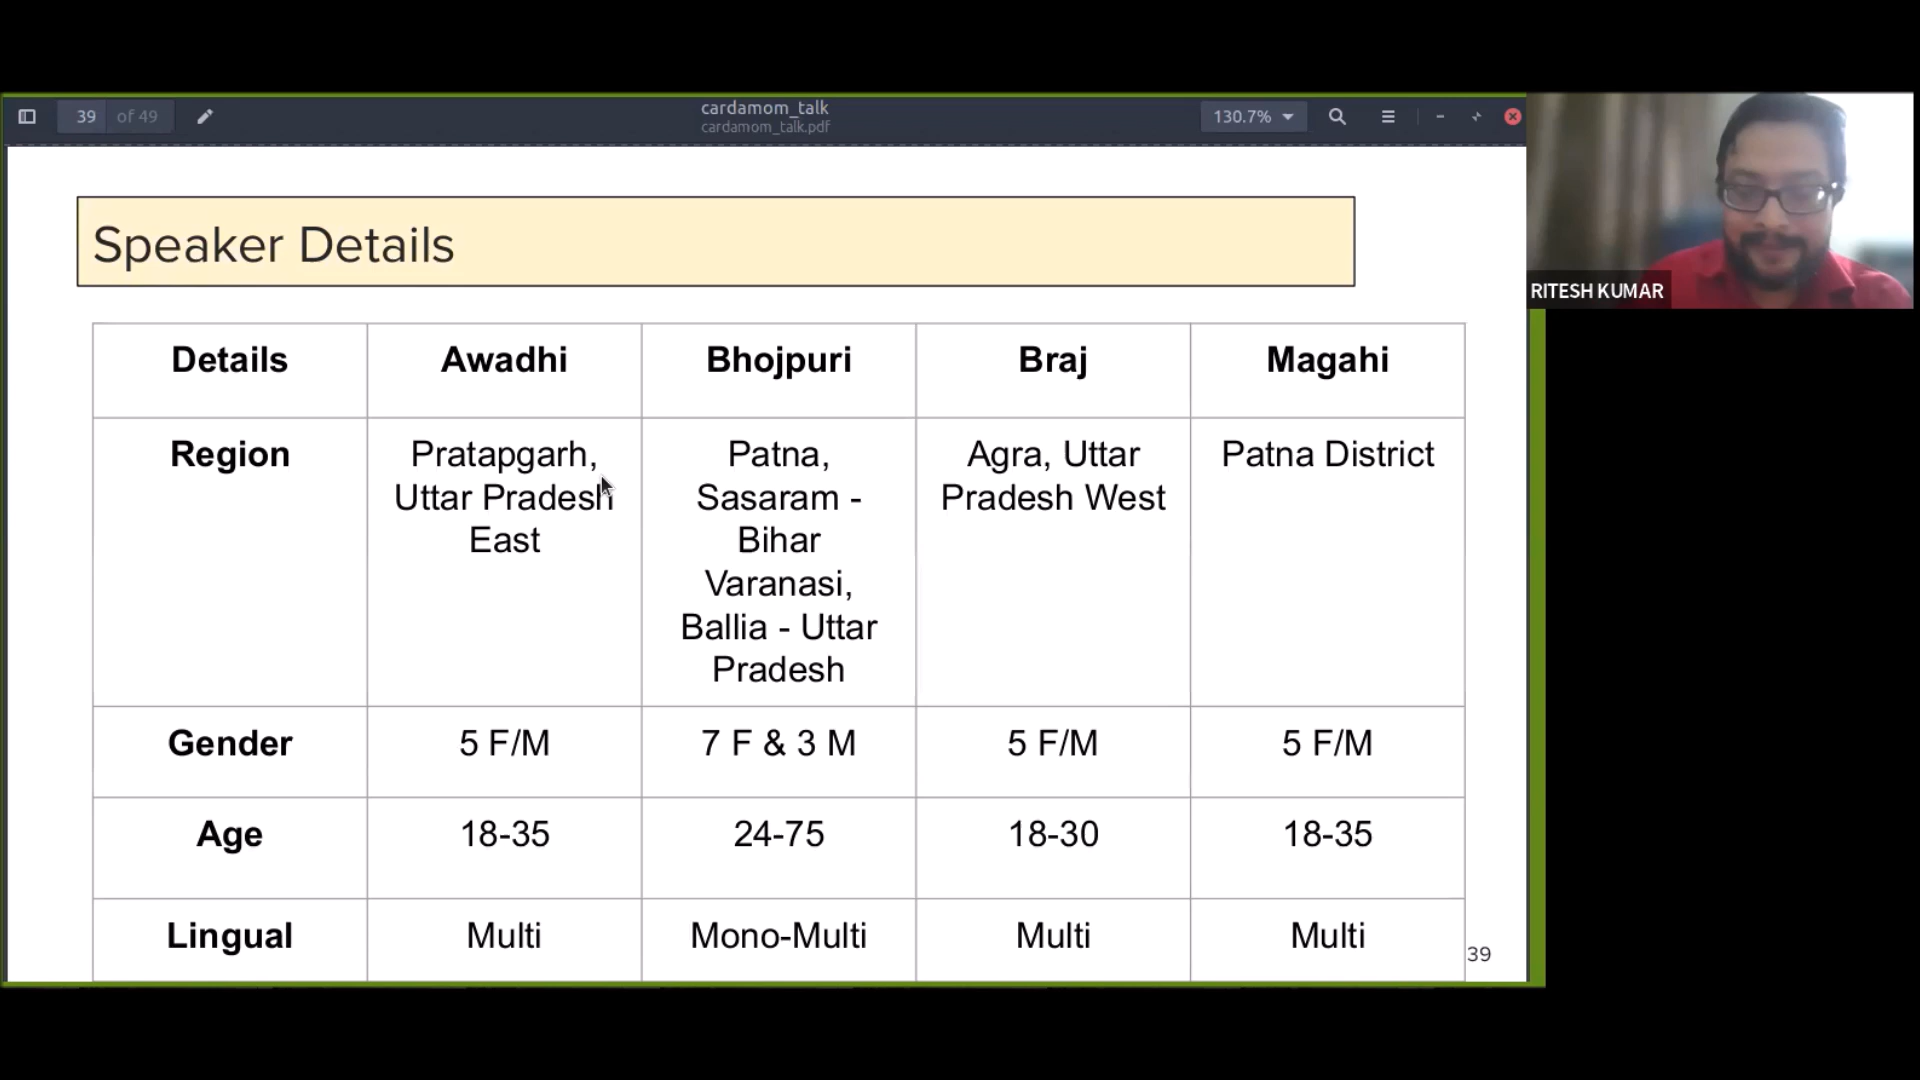 39 of 49
cardamom_talk
cardamom_talk.pdf
130.7%
Speaker Details
Details Awadhi Bhojpuri Braj Magahi
Region
Pratapgarh,
Uttar Pradesh
East
Patna,
Sasaram -
Bihar
Varanasi,
Ballia - Uttar
Pradesh
Agra, Uttar
Pradesh West
Patna District
Gender 5 F/M 7 F & 3 M 5 F/M 5 F/M
Age 18-35 24-75 18-30 18-35
Lingual Multi Mono-Multi Multi Multi
39
RITESH KUMAR